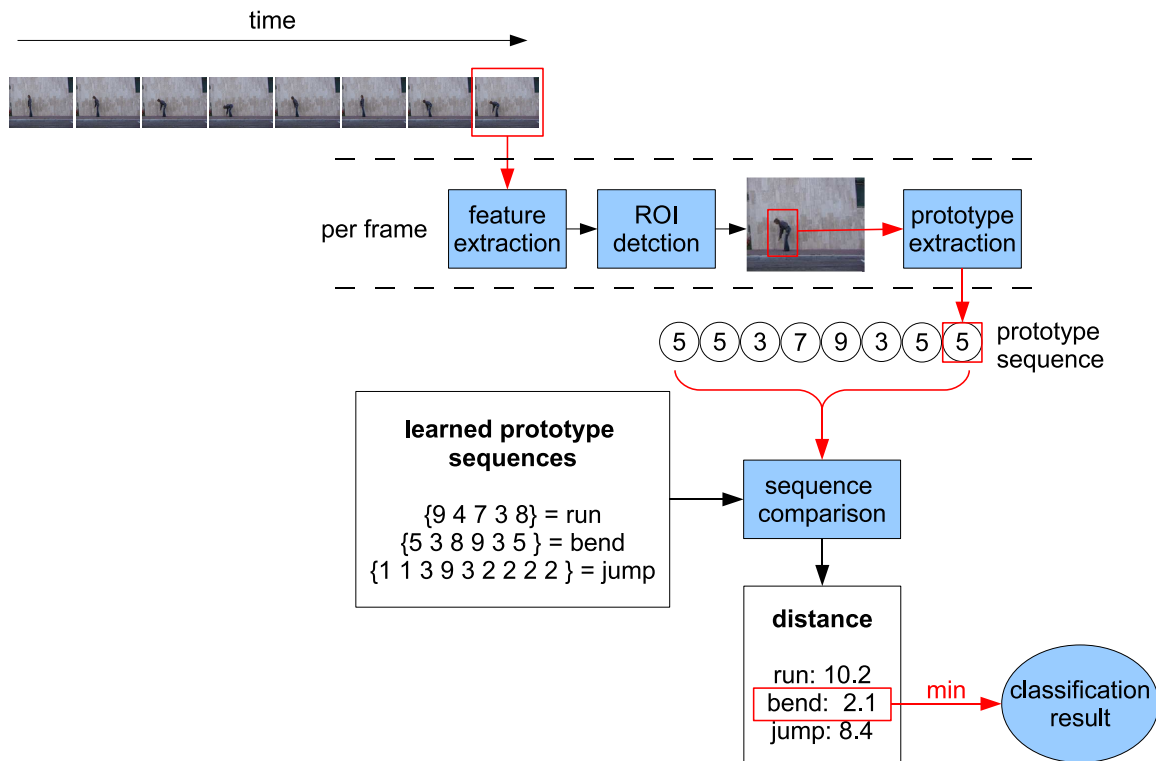 time
per frame
feature
extraction
ROI
detction
prototype
extraction
5 5 3 7 9 3 5 5
prototype
sequence
learned prototype
sequences
{9 4 7 3 8} = run
{5 3 8 9 3 5 } = bend
{1 1 3 9 3 2 2 2 2 } = jump
sequence
comparison
distance
run: 10.2
bend: 2.1
jump: 8.4
min
classification
result